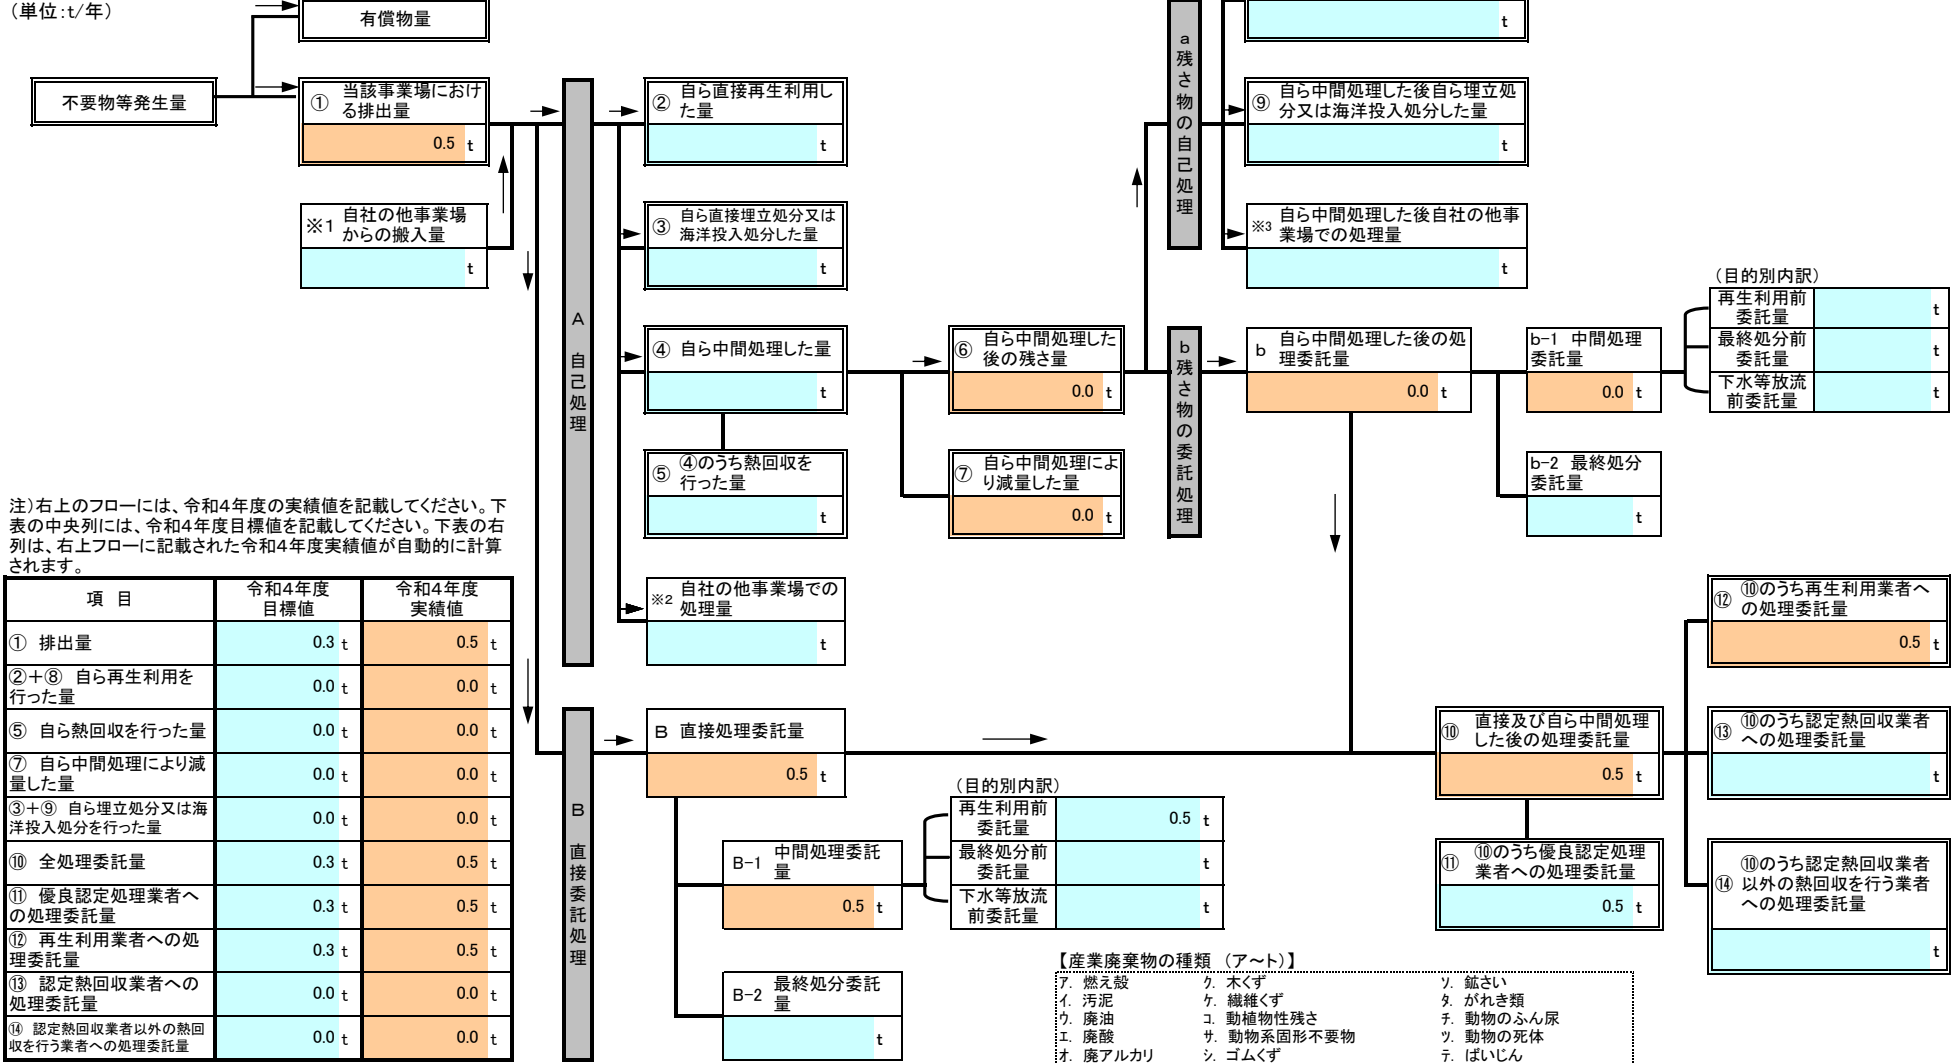 （単位:t/年）
有償物量
不要物等発生量
① 当該事業場におけ
る排出量
0.5 t
※1 自社の他事業場
からの搬入量
t
A 自己処理
② 自ら直接再生利用し
た量
t
③ 自ら直接埋立処分又は
海洋投入処分した量
t
④ 自ら中間処理した量
t
⑤ ④のうち熱回収を
行った量
t
※2 自社の他事業場での
処理量
t
⑥ 自ら中間処理した
後の残さ量
0.0 t
⑦ 自ら中間処理によ
り減量した量
0.0 t
a残さ物の自己処理
t
⑨ 自ら中間処理した後自ら埋立処
分又は海洋投入処分した量
t
※3 自ら中間処理した後自社の他事
業場での処理量
t
b残さ物の委託処理
b 自ら中間処理した後の処
理委託量
0.0 t
b-1 中間処理
委託量
0.0 t
b-2 最終処分
委託量
t
（目的別内訳）
再生利用前
委託量
t
最終処分前
委託量
t
下水等放流
前委託量
t
注）右上のフローには、令和４年度の実績値を記載してください。下
表の中央列には、令和４年度目標値を記載してください。下表の右
列は、右上フローに記載された令和４年度実績値が自動的に計算
されます。
項 目 令和４年度
目標値 令和４年度
実績値
① 排出量 0.3 t 0.5 t
②＋⑧ 自ら再生利用を
行った量 0.0 t 0.0 t
⑤ 自ら熱回収を行った量 0.0 t 0.0 t
⑦ 自ら中間処理により減
量した量 0.0 t 0.0 t
③＋⑨ 自ら埋立処分又は海
洋投入処分を行った量 0.0 t 0.0 t
⑩ 全処理委託量 0.3 t 0.5 t
⑪ 優良認定処理業者へ
の処理委託量 0.3 t 0.5 t
⑫ 再生利用業者への処
理委託量 0.3 t 0.5 t
⑬ 認定熱回収業者への
処理委託量 0.0 t 0.0 t
⑭ 認定熱回収業者以外の熱回
収を行う業者への処理委託量 0.0 t 0.0 t
B 直接委託処理
B 直接処理委託量
0.5 t
B-1 中間処理委託
量
0.5 t
B-2 最終処分委託
量
t
（目的別内訳）
再生利用前
委託量
0.5 t
最終処分前
委託量
t
下水等放流
前委託量
t
⑩ 直接及び自ら中間処理
した後の処理委託量
0.5 t
⑪ ⑩のうち優良認定処理
業者への処理委託量
0.5 t
⑫ ⑩のうち再生利用業者へ
の処理委託量
0.5 t
⑬ ⑩のうち認定熱回収業者
への処理委託量
t
⑭ ⑩のうち認定熱回収業者
以外の熱回収を行う業者
への処理委託量
t
【産業廃棄物の種類 （ア～ト）】
ア. 燃え殻 ク. 木くず ソ. 鉱さい
イ. 汚泥 ケ. 繊維くず タ. がれき類
ウ. 廃油 コ. 動植物性残さ チ. 動物のふん尿
エ. 廃酸 サ. 動物系固形不要物 ツ. 動物の死体
オ. 廃アルカリ シ. ゴムくず テ. ばいじん